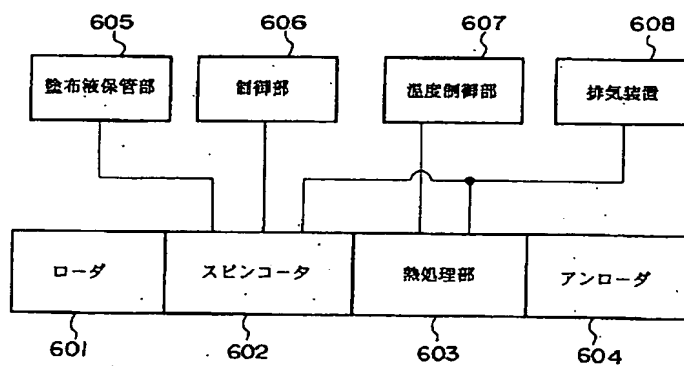 605 606 607 608
塗布液保管部 制御部 温度制御部 排気装置
ローダ スピンコータ 熱処理部 アンローダ
601 602 603 604